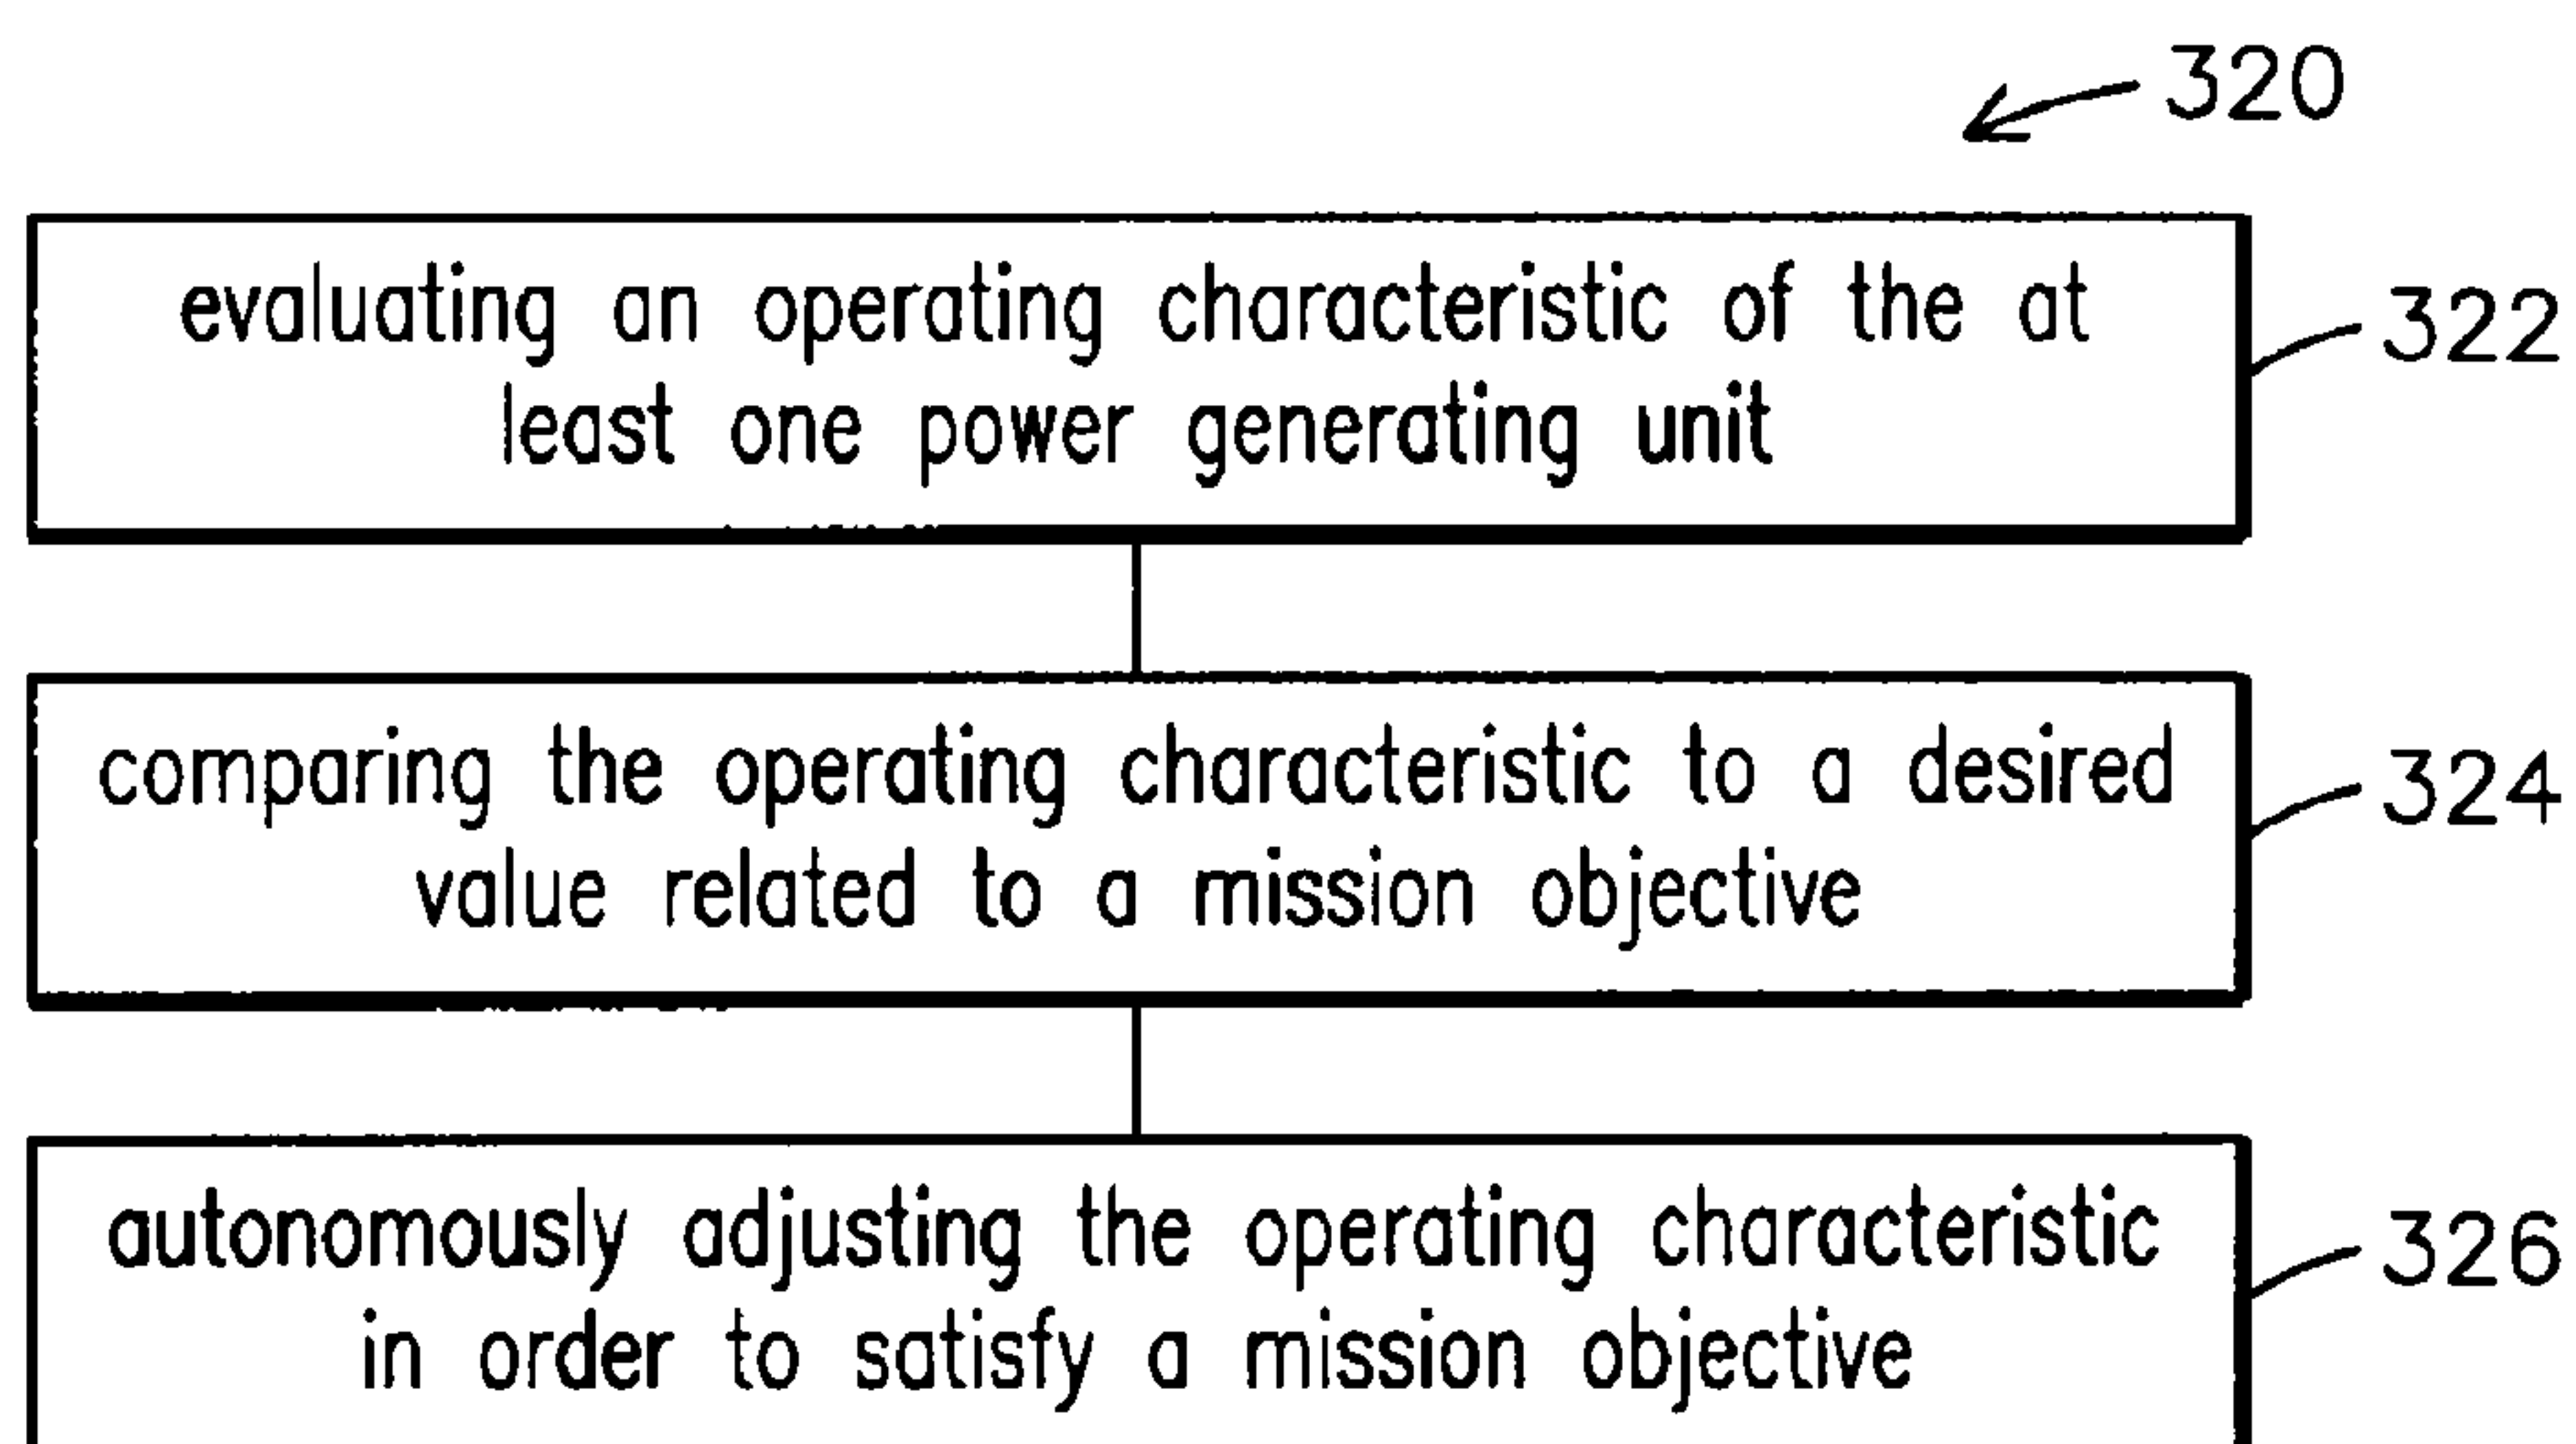 320
evaluating an operating characteristic of the at
least one power generating unit
322
comparing the operating characteristic to a desired
value related to a mission objective
324
autonomously adjusting the operating characteristic
in order to satisfy a mission objective
326